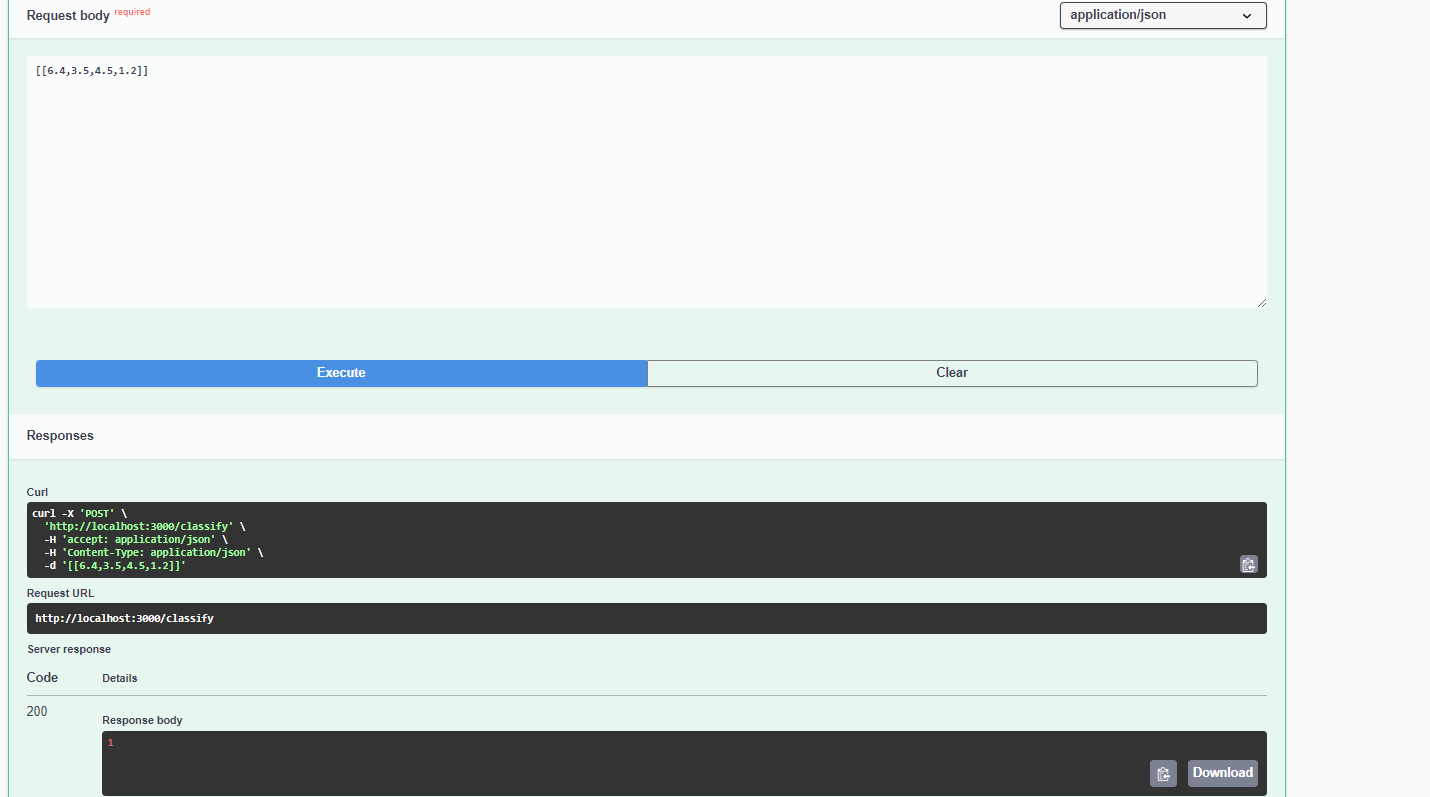 Request body required
application/json
[[6.4,3.5,4.5,1.2]]
Execute
Clear
Responses
Curl
curl -X 'POST' \
'http://localhost:3000/classify' \
-H 'accept: application/json' \
-H 'Content-Type: application/json' \
-d '[[6.4,3.5,4.5,1.2]]'
Request URL
http://localhost:3000/classify
Server response
Code Details
200
Response body
1
Download